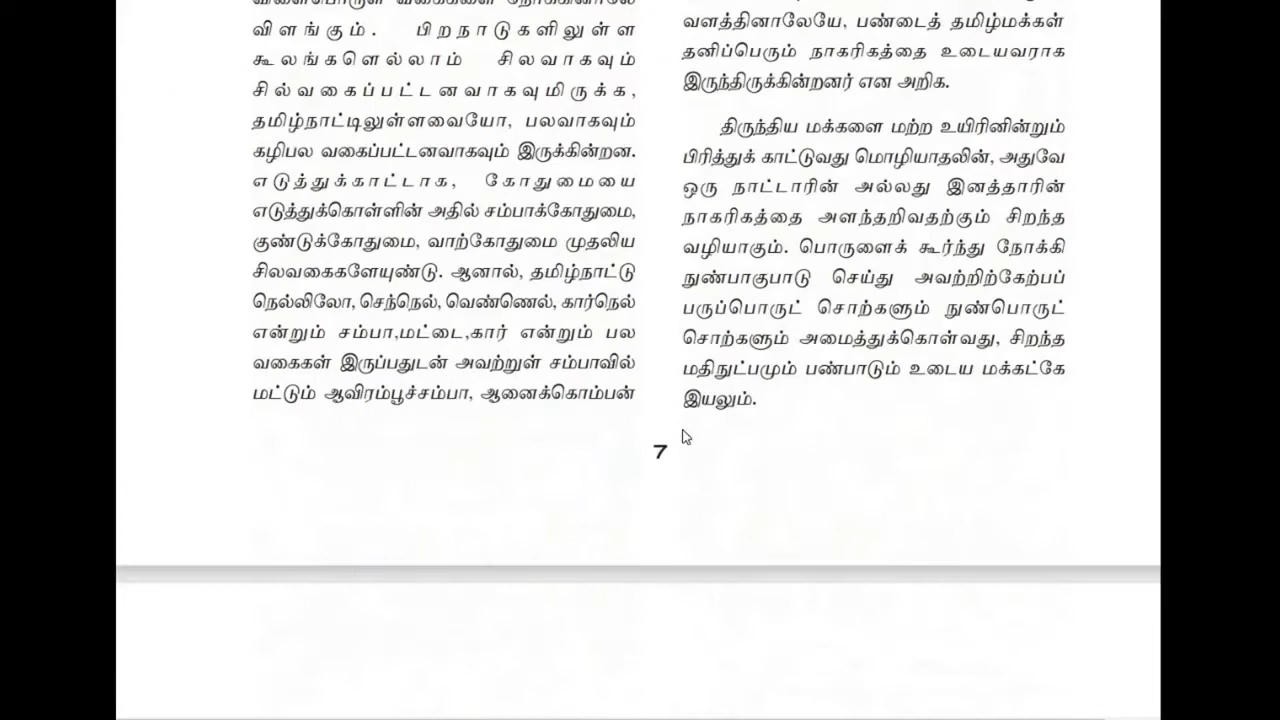 விளைபொருள் வகைகளை நோக்கினாலே
விளங்கும். பிறநாடுகளிலுள்ள
கூலங்களெல்லாம் சிலவாகவும்
சில்வகைப்பட்டனவாகவுமிருக்க,
தமிழ்நாட்டிலுள்ளவையோ, பலவாகவும்
கழிபல வகைப்பட்டனவாகவும் இருக்கின்றன.
எடுத்துக்காட்டாக, கோதுமையை
எடுத்துக்கொள்ளின் அதில் சம்பாக்கோதுமை,
குண்டுக்கோதுமை, வாற்கோதுமை முதலிய
சிலவகைகளேயுண்டு. ஆனால், தமிழ்நாட்டு
நெல்லிலோ, செந்நெல், வெண்ணெல், கார்நெல்
என்றும் சம்பா,மட்டை,கார் என்றும் பல
வகைகள் இருப்பதுடன் அவற்றுள் சம்பாவில்
மட்டும் ஆவிரம்பூச்சம்பா, ஆனைக்கொம்பன்
வளத்தினாலேயே, பண்டைத் தமிழ்மக்கள்
தனிப்பெரும் நாகரிகத்தை உடையவராக
இருந்திருக்கின்றனர் என அறிக.
திருந்திய மக்களை மற்ற உயிரினின்றும்
பிரித்துக் காட்டுவது மொழியாதலின், அதுவே
ஒரு நாட்டாரின் அல்லது இனத்தாரின்
நாகரிகத்தை அளந்தறிவதற்கும் சிறந்த
வழியாகும். பொருளைக் கூர்ந்து நோக்கி
நுண்பாகுபாடு செய்து அவற்றிற்கேற்பப்
பருப்பொருட் சொற்களும் நுண்பொருட்
சொற்களும் அமைத்துக்கொள்வது, சிறந்த
மதிநுட்பமும் பண்பாடும் உடைய மக்கட்கே
இயலும்.
7